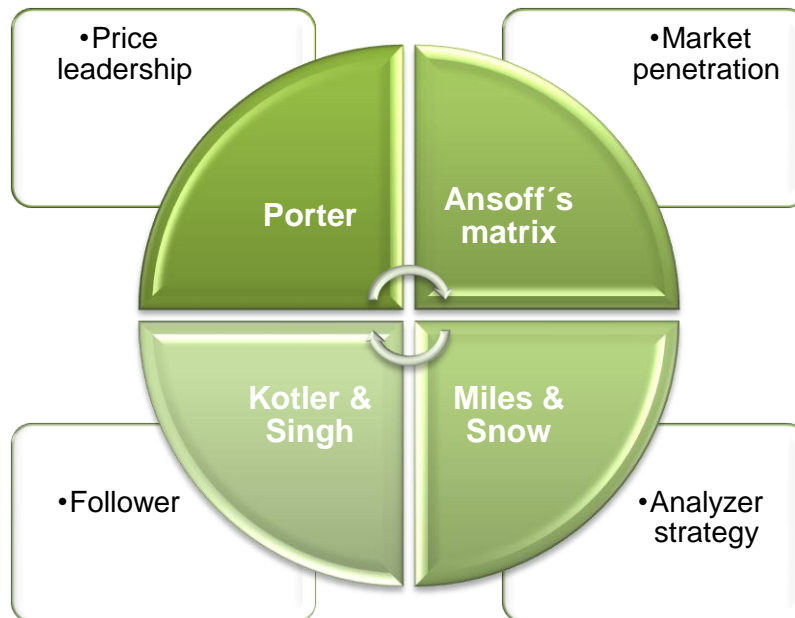 •Price
leadership
•Market
penetration
Porter
Ansoff´s
matrix
Kotler &
Singh
Miles &
Snow
•Follower
•Analyzer
strategy